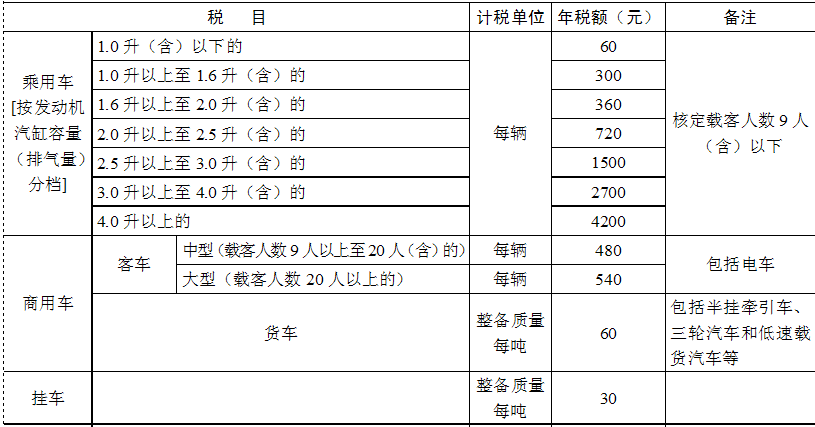 税 目 计税单位 年税额（元） 备注
乘用车
[按发动机
汽缸容量
（排气量）
分档]
1.0 升（含）以下的 60
1.0 升以上至 1.6 升（含）的 300
1.6 升以上至 2.0 升（含）的 360
2.0 升以上至 2.5 升（含）的 720
2.5 升以上至 3.0 升（含）的 1500
3.0 升以上至 4.0 升（含）的 2700
4.0 升以上的 4200
每辆
核定载客人数 9 人
（含）以下
商用车
客车
中型（载客人数 9 人以上至 20 人（含）的） 每辆 480
大型（载客人数 20 人以上的） 每辆 540
包括电车
货车
整备质量
每吨
60
包括半挂牵引车、
三轮汽车和低速载
货汽车等
挂车
整备质量
每吨
30